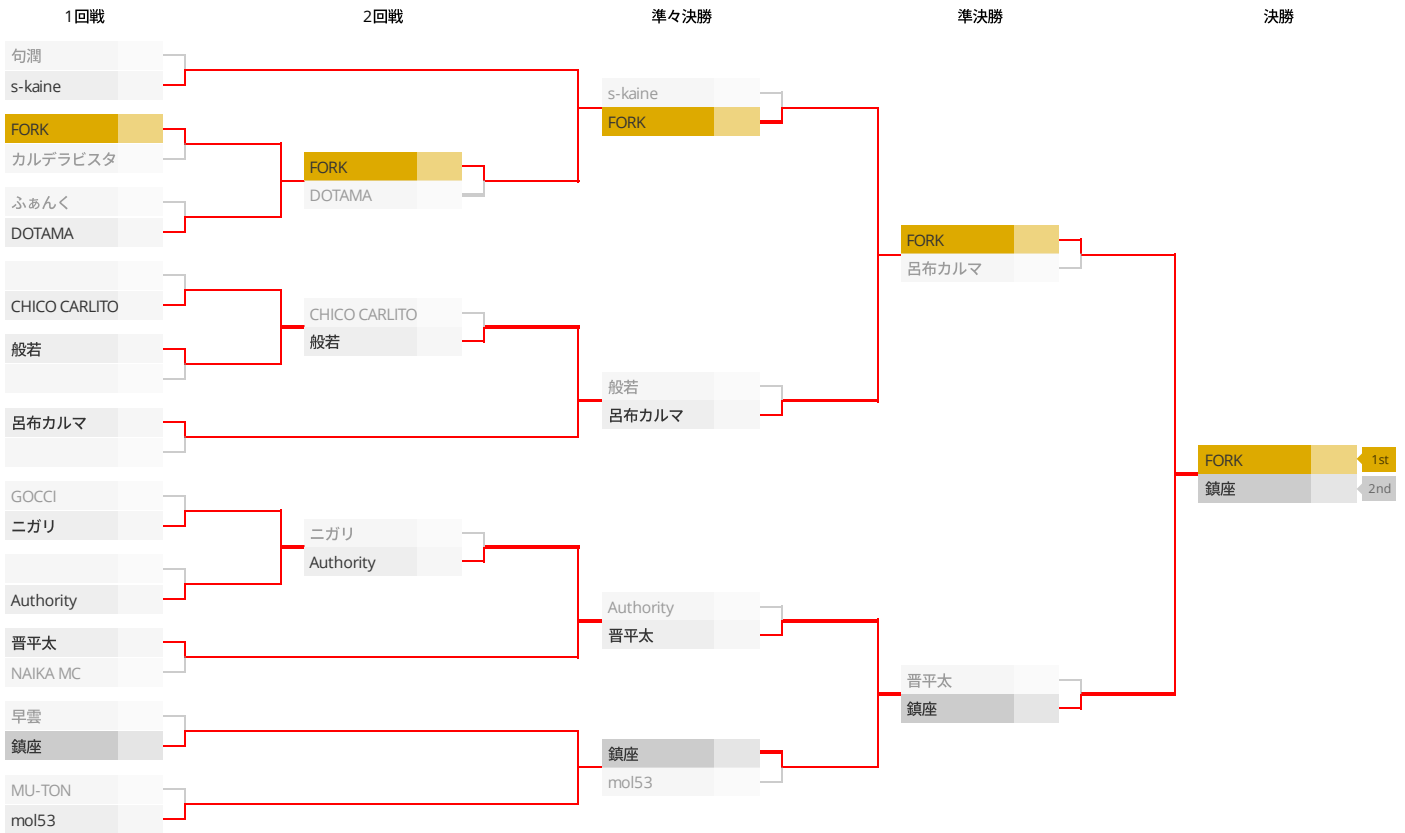 1回戦
2回戦
準々決勝
準決勝
決勝
句潤
s-kaine
FORK
カルデラビスタ
ふぁんく
DOTAMA
CHICO CARLITO
般若
呂布カルマ
GOCCI
ニガリ
Authority
晋平太
NAIKA MC
早雲
鎮座
MU-TON
mol53
FORK
DOTAMA
CHICO CARLITO
般若
ニガリ
Authority
s-kaine
FORK
般若
呂布カルマ
Authority
晋平太
鎮座
mol53
FORK
呂布カルマ
晋平太
鎮座
FORK 1st
鎮座 2nd